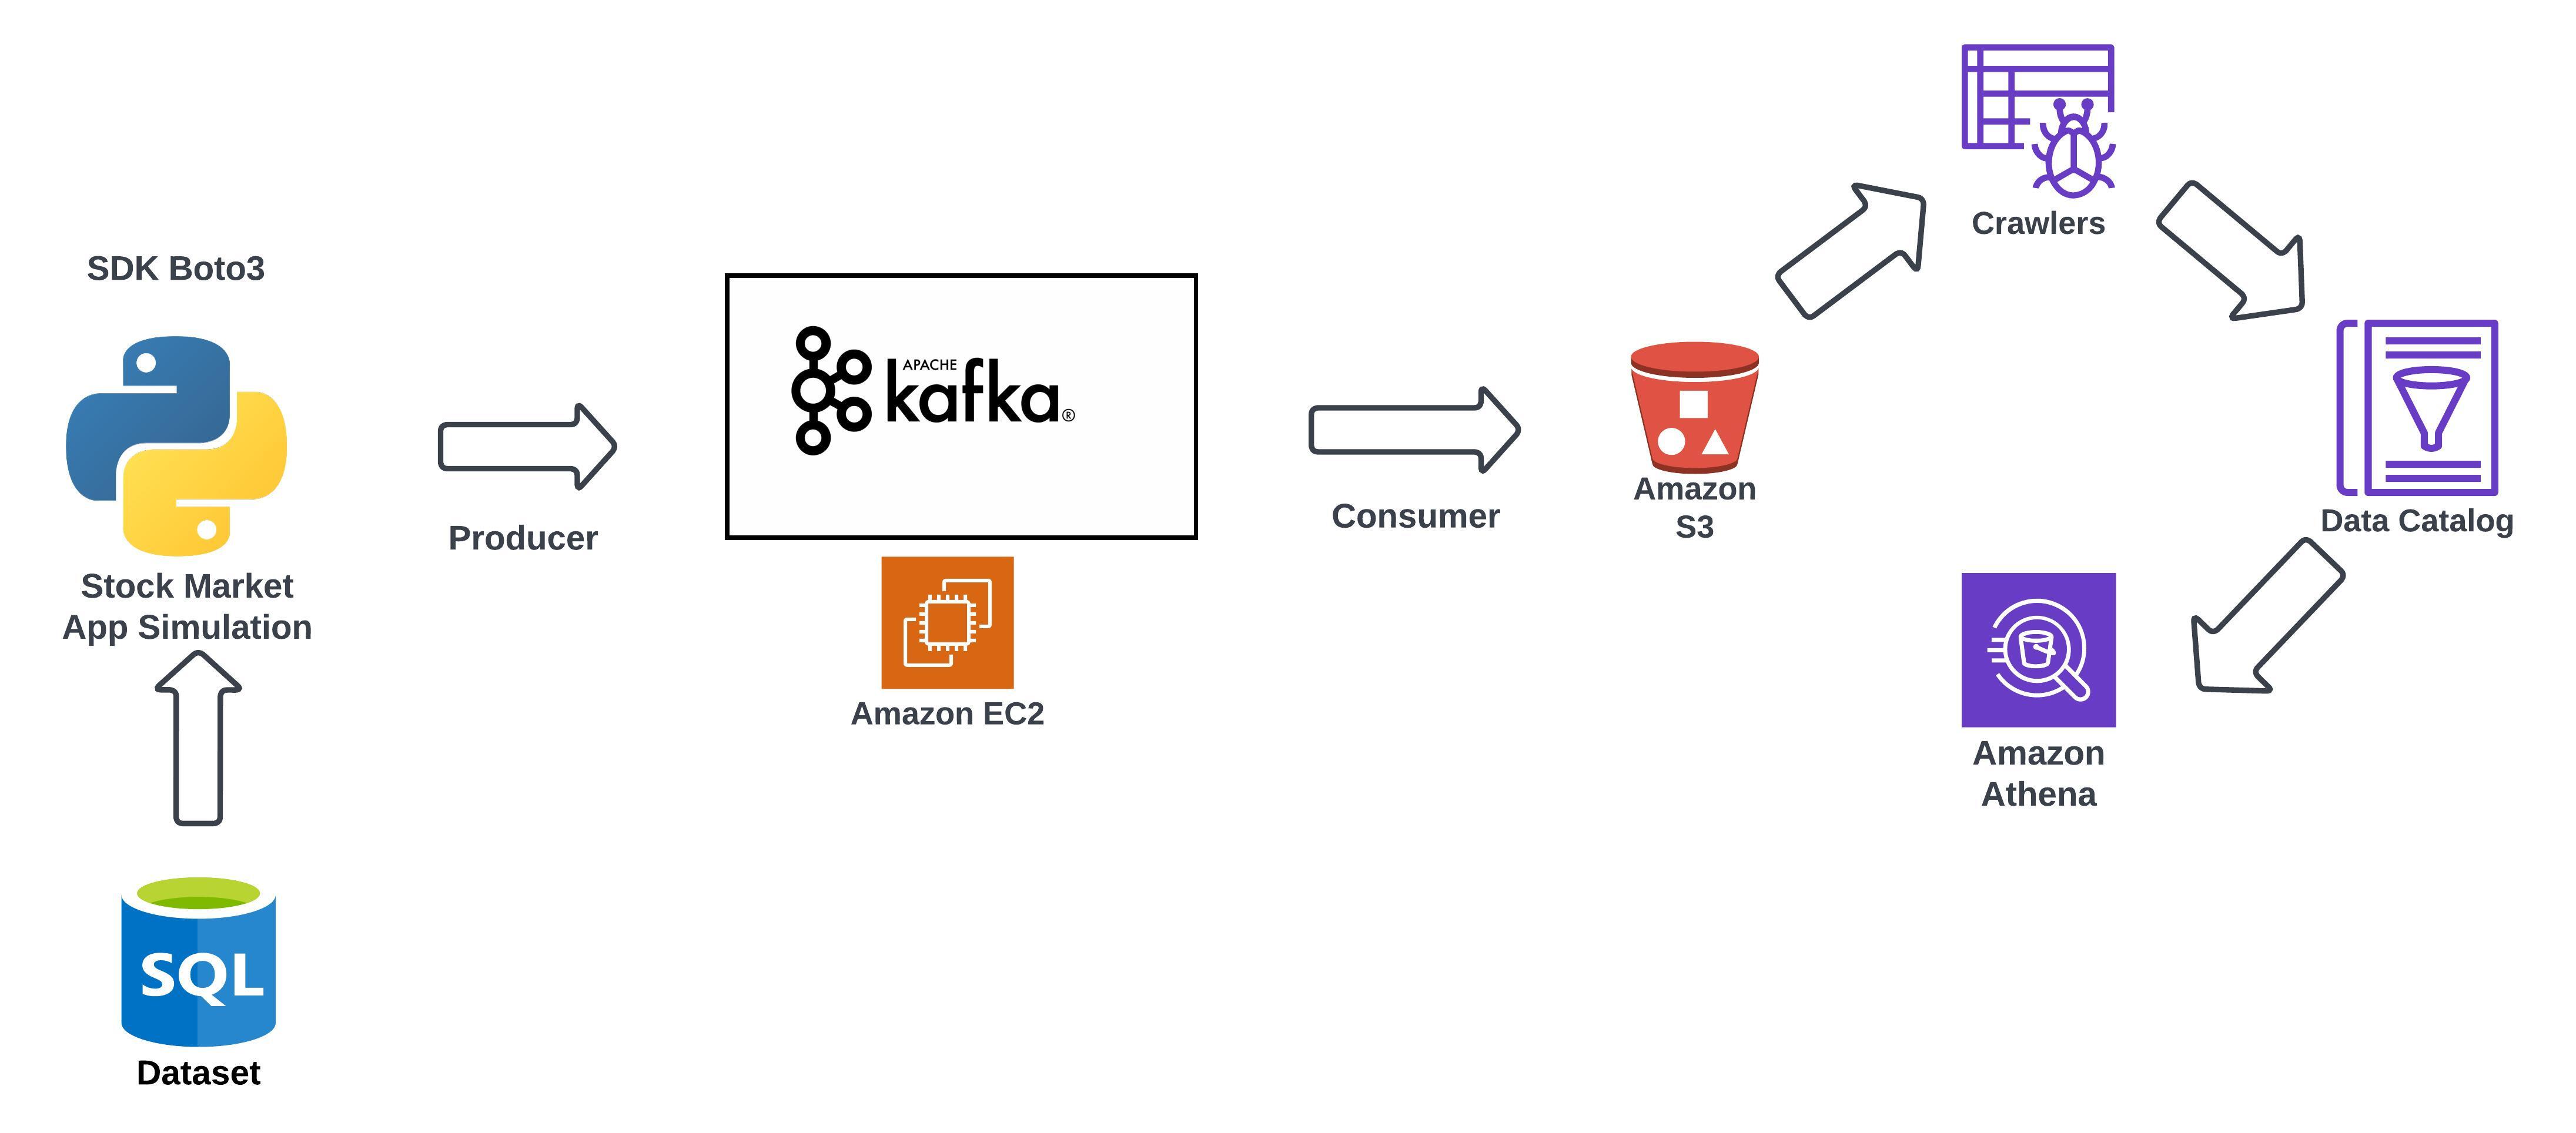 SDK Boto3
Stock Market
App Simulation
SQL
Dataset
Producer
APACHE
kafka®
Amazon EC2
Consumer
Amazon
S3
Crawlers
Data Catalog
Amazon
Athena